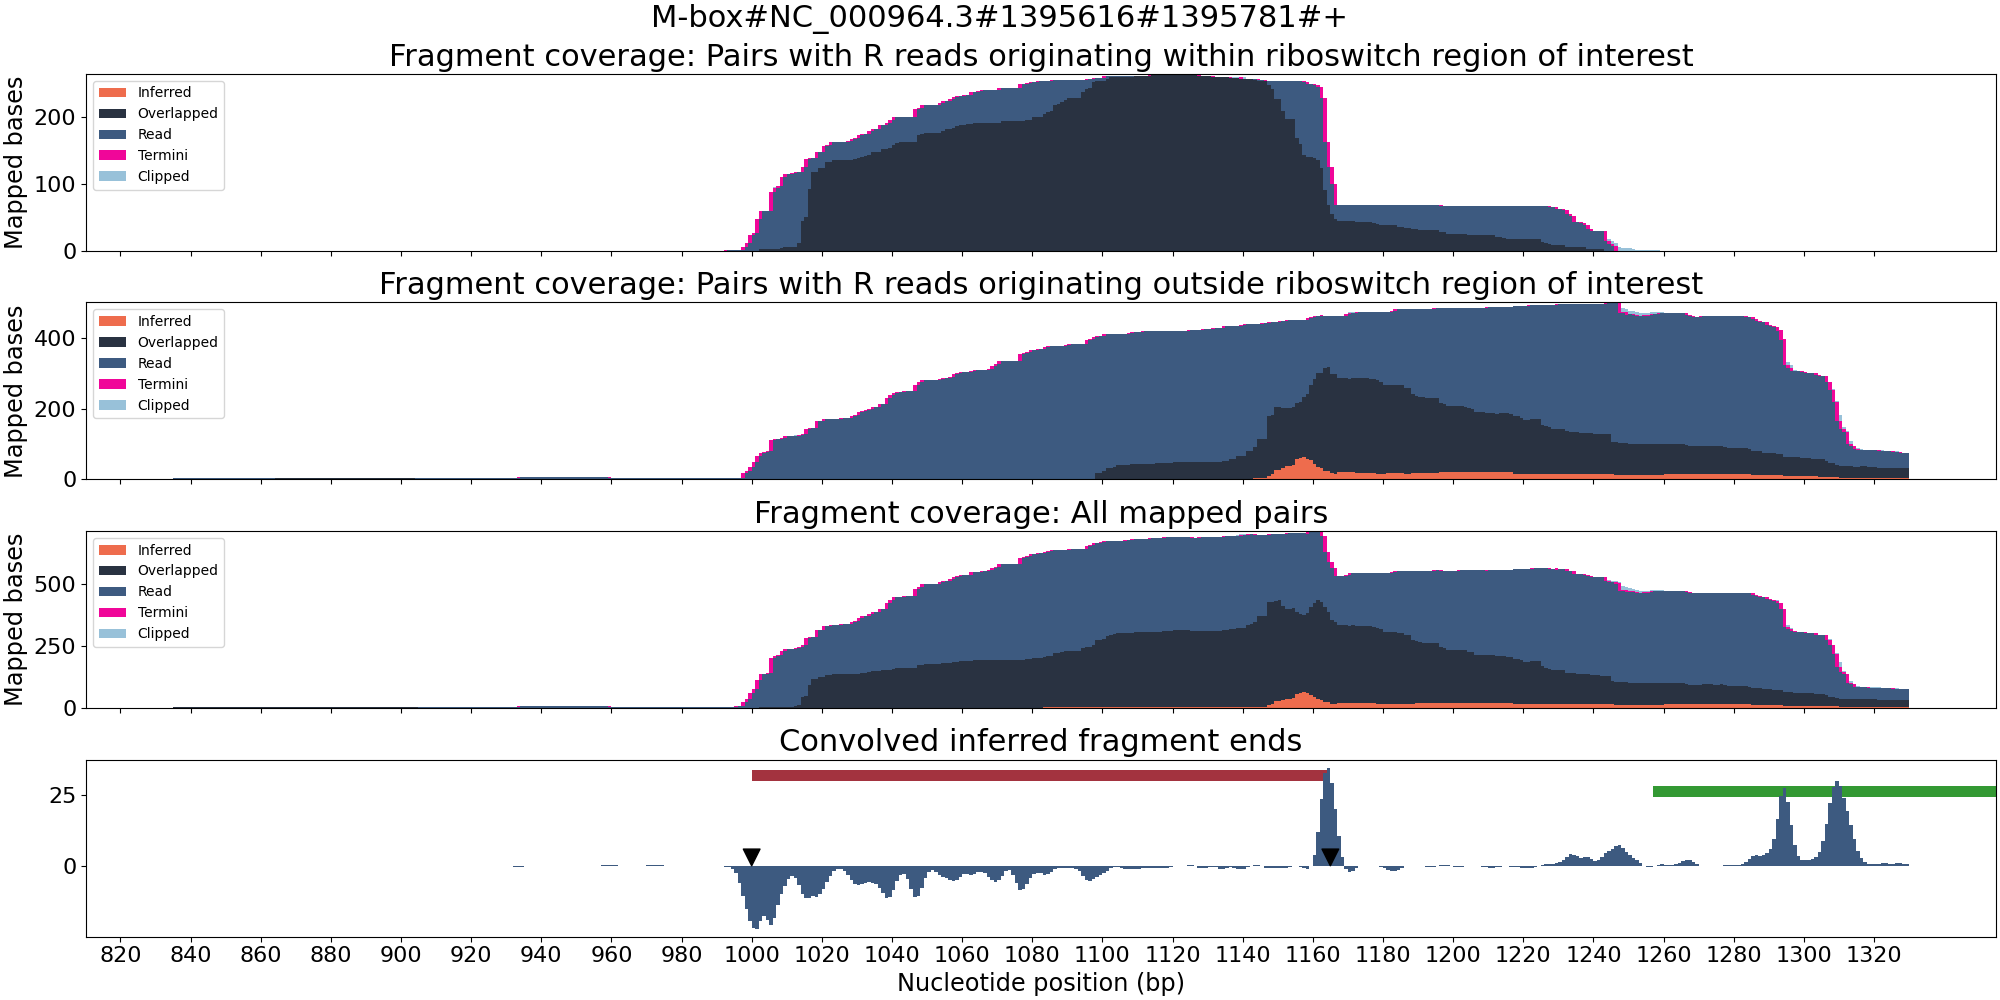 M-box#NC_000964.3#1395616#1395781#+
Fragment coverage: Pairs with R reads originating within riboswitch region of interest
Mapped bases
200
100
0
Inferred
Overlapped
Read
Termini
Clipped
Fragment coverage: Pairs with R reads originating outside riboswitch region of interest
Mapped bases
400
200
0
Inferred
Overlapped
Read
Termini
Clipped
Fragment coverage: All mapped pairs
Mapped bases
500
250
0
Inferred
Overlapped
Read
Termini
Clipped
Convolved inferred fragment ends
25
0
820 840 860 880 900 920 940 960 980 1000 1020 1040 1060 1080 1100 1120 1140 1160 1180 1200 1220 1240 1260 1280 1300 1320
Nucleotide position (bp)